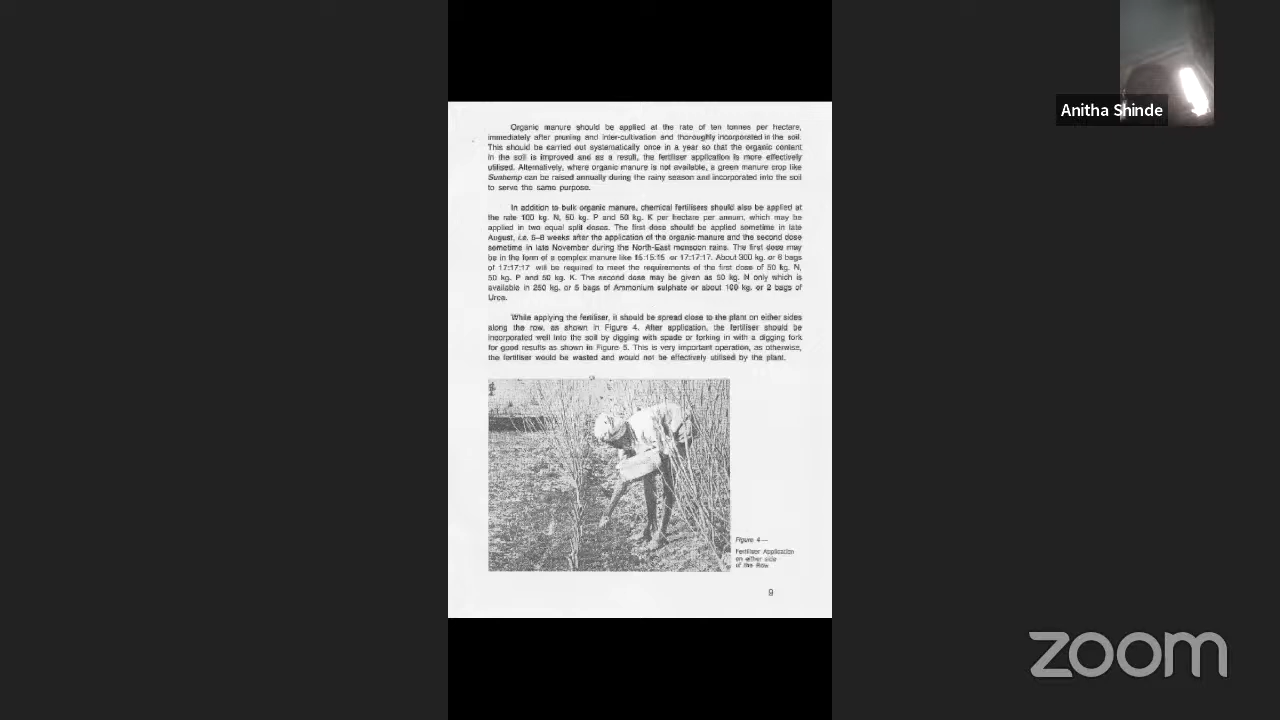 Organic manure should be applied at the rate of ten tonnes per hectare,
immediately after pruning and inter-cultivation and thoroughly incorporated in the soil.
This should be carried out systematically once in a year so that the organic content
in the soil is improved and as a result, the fertiliser application is more effectively
utilised. Alternatively, where organic manure is not available, a green manure crop like
Sunhemp can be raised annually during the rainy season and incorporated into the soil
to serve the same purpose.
In addition to bulk organic manure, chemical fertilisers should also be applied at
the rate 100 kg. N, 50 kg. P and 50 kg. K per hectare per annum, which may be
applied in two equal split doses. The first dose should be applied sometime in late
August, i.e. 6–8 weeks after the application of the organic manure and the second dose
sometime in late November during the North-East monsoon rains. The first dose may
be in the form of a complex manure like 15:15:15 or 17:17:17. About 300 kg. or 6 bags
of 17:17:17 will be required to meet the requirements of the first dose of 50 kg. N,
50 kg. P and 50 kg. K. The second dose may be given as 50 kg. N only which is
available in 250 kg. or 5 bags of Ammonium sulphate or about 100 kg. or 2 bags of
Urea.
While applying the fertiliser, it should be spread close to the plant on either sides
along the row, as shown in Figure 4. After application, the fertiliser should be
incorporated well into the soil by digging with spade or forking in with a digging fork
for good results as shown in Figure 5. This is very important operation, as otherwise,
the fertiliser would be wasted and would not be effectively utilised by the plant.
Figure 4—
Fertiliser Application
on either side
of the Row
9
Anitha Shinde
zoom